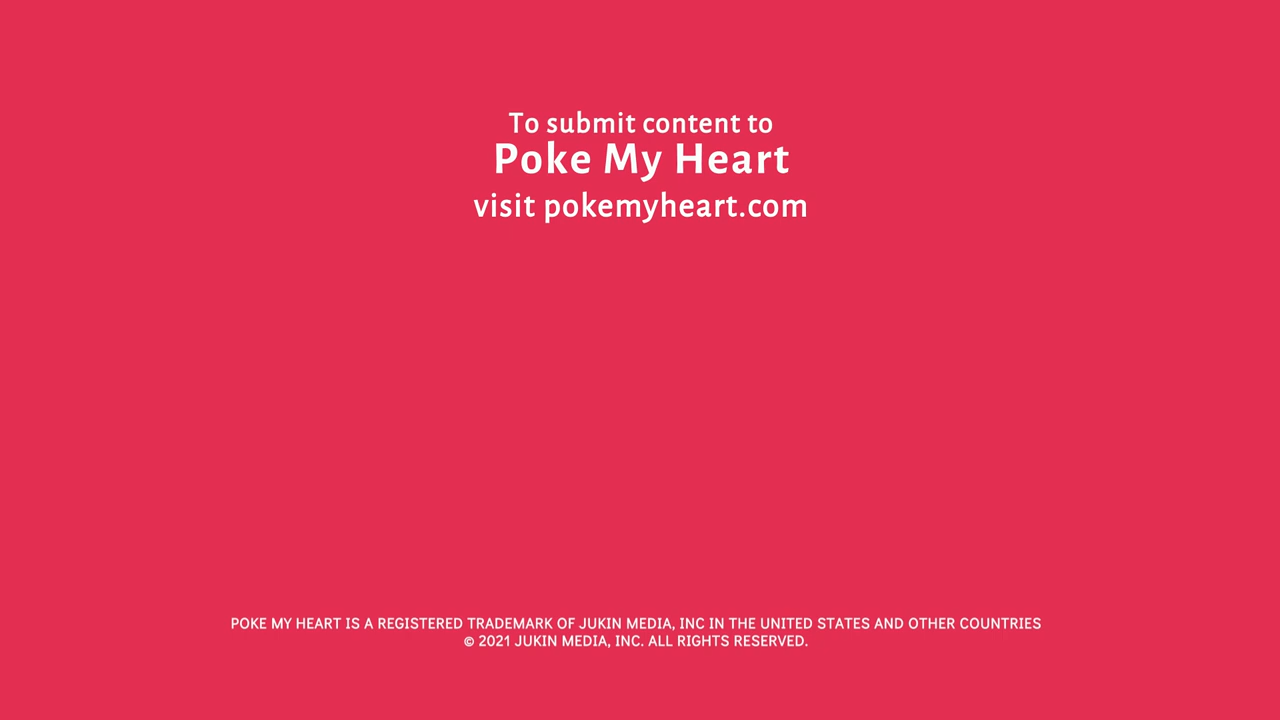 To submit content to
Poke My Heart
visit pokemyheart.com
POKE MY HEART IS A REGISTERED TRADEMARK OF JUKIN MEDIA, INC IN THE UNITED STATES AND OTHER COUNTRIES
© 2021 JUKIN MEDIA, INC. ALL RIGHTS RESERVED.